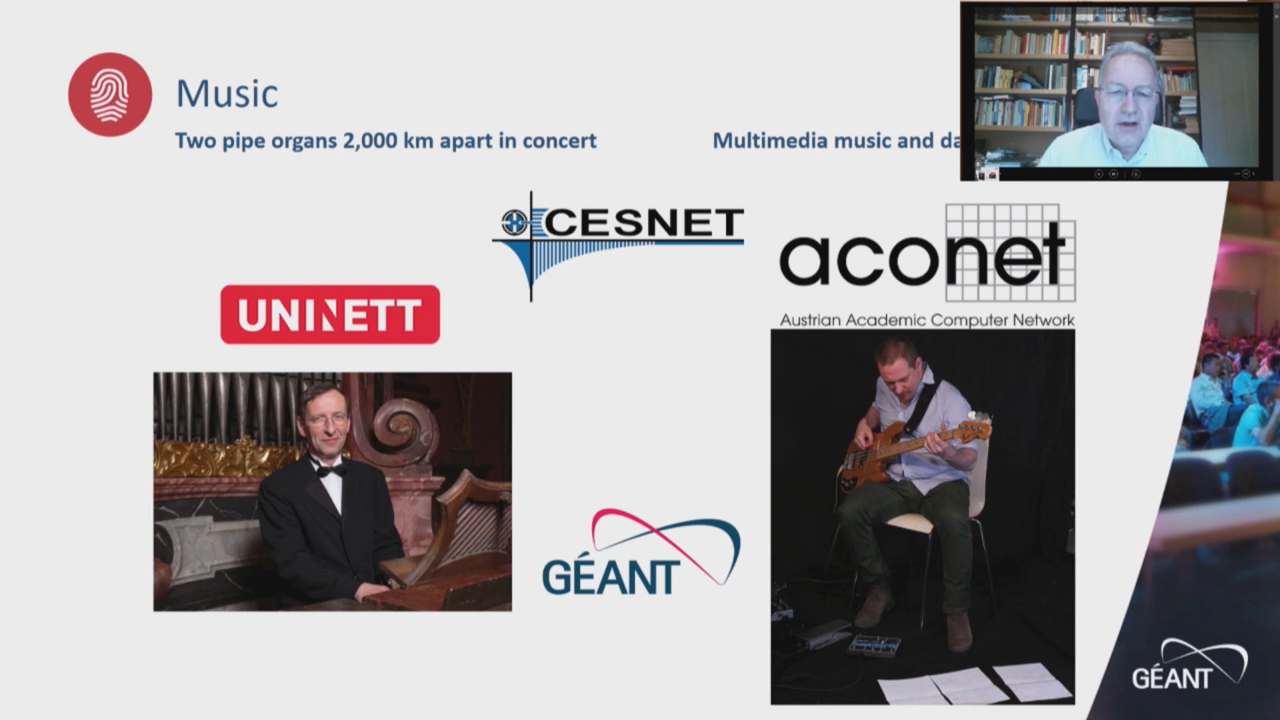 Music
Two pipe organs 2,000 km apart in concert
Multimedia music and
CESNET
aconet
Austrian Academic Computer Network
UNINETT
GÉANT
GÉANT